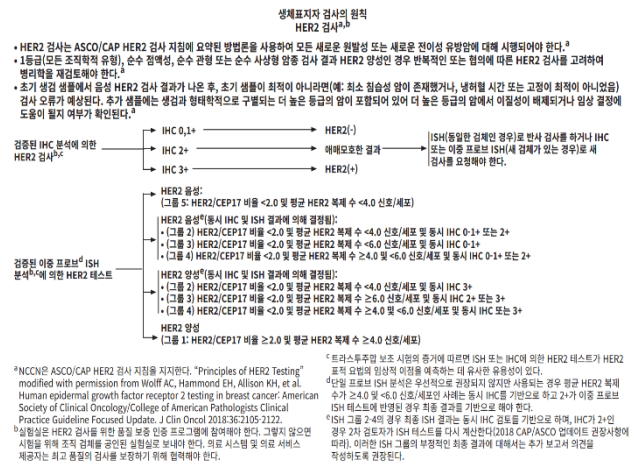 생체표지자 검사의 원칙
HER2 검사a,b
• HER2 검사는 ASCO/CAP HER2 검사 지침에 요약된 방법론을 사용하여 모든 새로운 원발성 또는 새로운 전이성 유방암에 대해 시행되어야 한다.a
• 1등급(모든 조직학적 유형), 순수 점액성, 순수 관형 또는 순수 사상형 암종 검사 결과 HER2 양성인 경우 반복적인 또는 협의에 따른 HER2 검사를 고려하여
병리학을 재검토해야 한다.a
• 초기 생검 샘플에서 음성 HER2 검사 결과가 나온 후, 초기 샘플이 최적이 아니라면(예: 최소 침습성 암이 존재했거나, 냉허혈 시간 또는 고정이 최적이 아니었음)
검사 오류가 예상된다. 추가 샘플에는 생검과 형태학적으로 구별되는 더 높은 등급의 암이 포함되어 있어 더 높은 등급의 암에서 이질성이 배제되거나 임상 결정에
도움이 될지 여부가 확인된다.a
검증된 IHC 분석에 의한
HER2 검사b,c
IHC 0,1+
HER2(-)
IHC 2+
애매모호한 결과
IHC 3+
HER2(+)
ISH(동일한 검체인 경우)로 반사 검사를 하거나 IHC
또는 이중 프로브 ISH(새 검체가 있는 경우)로 새
검사를 요청해야 한다.
검증된 이중 프로브d ISH
분석b,c에 의한 HER2 테스트
HER2 음성:
(그룹 5: HER2/CEP17 비율 <2.0 및 평균 HER2 복제 수 <4.0 신호/세포)
HER2 음성e(동시 IHC 및 ISH 결과에 의해 결정됨):
• (그룹 2) HER2/CEP17 비율 <2.0 및 평균 HER2 복제 수 <4.0 신호/세포 및 동시 IHC 0-1+ 또는 2+
• (그룹 3) HER2/CEP17 비율 <2.0 및 평균 HER2 복제 수 <6.0 신호/세포 및 동시 IHC 0-1+
• (그룹 4) HER2/CEP17 비율 <2.0 및 평균 HER2 복제 수 ≥4.0 및 <6.0 신호/세포 및 동시 IHC 0-1+ 또는 2+
HER2 양성e(동시 IHC 및 ISH 결과에 의해 결정됨):
• (그룹 2) HER2/CEP17 비율 <2.0 및 평균 HER2 복제 수 <4.0 신호/세포 및 동시 IHC 3+
• (그룹 3) HER2/CEP17 비율 <2.0 및 평균 HER2 복제 수 ≥6.0 신호/세포 및 동시 IHC 2+ 또는 3+
• (그룹 4) HER2/CEP17 비율 <2.0 및 평균 HER2 복제 수 ≥4.0 및 <6.0 신호/세포 및 동시 IHC 또는 3+
HER2 양성
(그룹 1: HER2/CEP17 비율 ≥2.0 및 평균 HER2 복제 수 ≥4.0 신호/세포)
a NCCN은 ASCO/CAP HER2 검사 지침을 지지한다. "Principles of HER2 Testing"
modified with permission from Wolff AC, Hammond EH, Allison KH, et al.
Human epidermal growth factor receptor 2 testing in breast cancer: American
Society of Clinical Oncology/College of American Pathologists Clinical
Practice Guideline Focused Update. J Clin Oncol 2018;36:2105-2122.
b 실험실은 HER2 검사를 위한 품질 보증 인증 프로그램에 참여해야 한다. 그렇지 않으면
시험을 위해 조직 검체를 공인된 실험실로 보내야 한다. 의료 시스템 및 의료 서비스
제공자는 최고 품질의 검사를 보장하기 위해 협력해야 한다.
c 트라스투주맙 보조 시험의 증거에 따르면 ISH 또는 IHC에 의한 HER2 테스트가 HER2
표적 요법의 임상적 이점을 예측하는 데 유사한 유용성이 있다.
d 단일 프로브 ISH 분석은 우선적으로 권장되지 않지만 사용되는 경우 평균 HER2 복제
수가 ≥4.0 및 <6.0 신호/세포인 사례는 동시 IHC를 기반으로 하고 2+가 이중 프로브
ISH 테스트에 반영된 경우 최종 결과를 기반으로 해야 한다.
e ISH 그룹 2-4의 경우 최종 ISH 결과는 동시 IHC 검토를 기반으로 하며, IHC가 2+인
경우 2차 검토자가 ISH 테스트를 다시 계산한다(2018 CAP/ASCO 업데이트 권장사항에
따라). 이러한 ISH 그룹의 부정적인 최종 결과에 대해서는 추가 보고서 의견을
작성하도록 권장된다.